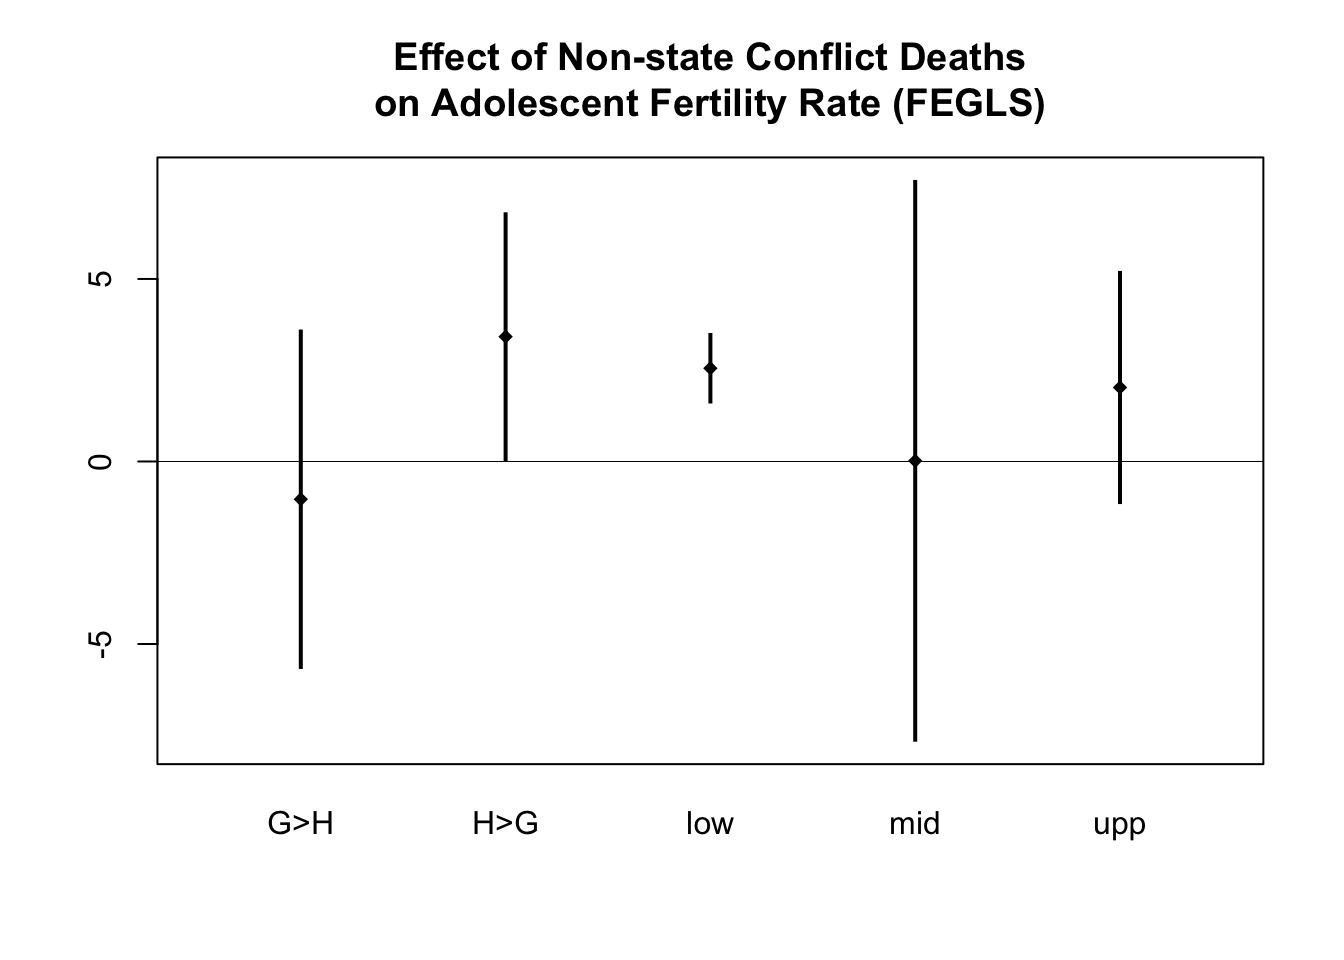 Effect of Non-state Conflict Deaths
on Adolescent Fertility Rate (FEGLS)
5
0
-5
G>H H>G low mid upp